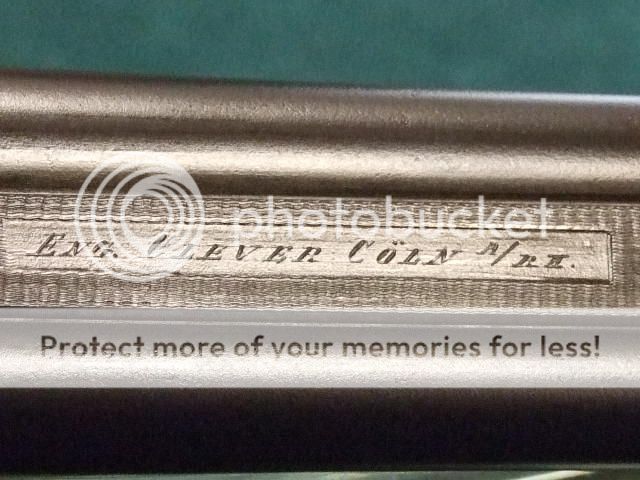 photobucket
ENG. CLEVER CÖLN A/RH.
Protect more of your memories for less!